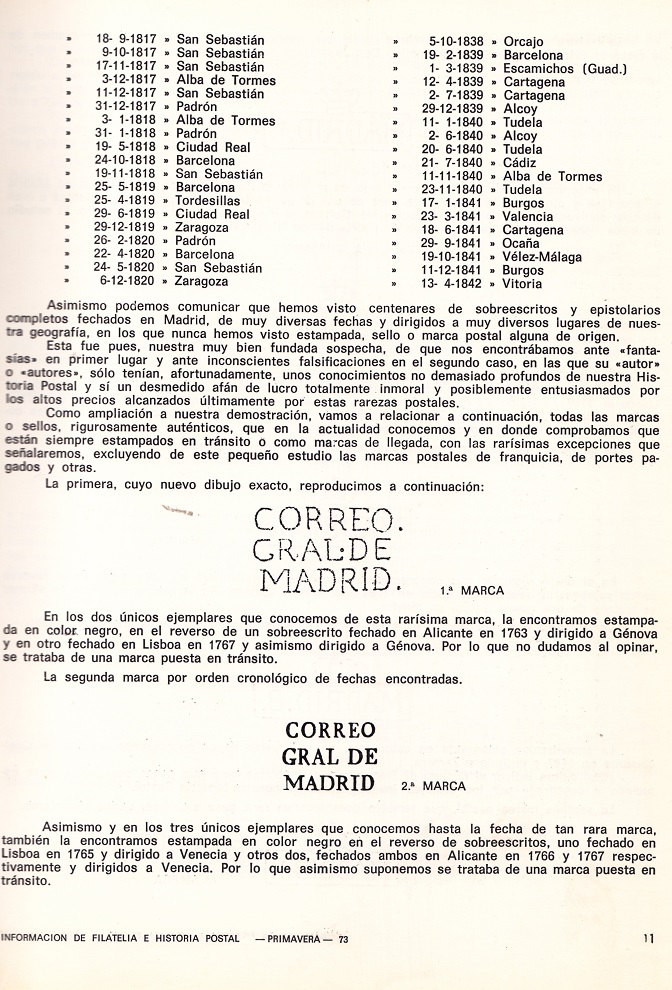 » 18- 9-1817 » San Sebastián
» 9-10-1817 » San Sebastián
» 17-11-1817 » San Sebastián
» 3-12-1817 » Alba de Tormes
» 11-12-1817 » San Sebastián
» 31-12-1817 » Padrón
» 3- 1-1818 » Alba de Tormes
» 31- 1-1818 » Padrón
» 19- 5-1818 » Ciudad Real
» 24-10-1818 » Barcelona
» 19-11-1818 » San Sebastián
» 25- 5-1819 » Barcelona
» 25- 4-1819 » Tordesillas
» 29- 6-1819 » Ciudad Real
» 29-12-1819 » Zaragoza
» 26- 2-1820 » Padrón
» 22- 4-1820 » Barcelona
» 24- 5-1820 » San Sebastián
» 6-12-1820 » Zaragoza
» 5-10-1838 » Orcajo
» 19- 2-1839 » Barcelona
» 1- 3-1839 » Escamichos (Guad.)
» 12- 4-1839 » Cartagena
» 2- 7-1839 » Cartagena
» 29-12-1839 » Alcoy
» 11- 1-1840 » Tudela
» 2- 6-1840 » Alcoy
» 20- 6-1840 » Tudela
» 21- 7-1840 » Cádiz
» 11-11-1840 » Alba de Tormes
» 23-11-1840 » Tudela
» 17- 1-1841 » Burgos
» 23- 3-1841 » Valencia
» 18- 6-1841 » Cartagena
» 29- 9-1841 » Ocaña
» 19-10-1841 » Vélez-Málaga
» 11-12-1841 » Burgos
» 13- 4-1842 » Vitoria
Asimismo podemos comunicar que hemos visto centenares de sobreescritos y epistolarios
completos fechados en Madrid, de muy diversas fechas y dirigidos a muy diversos lugares de nues-
tra geografía, en los que nunca hemos visto estampada, sello o marca postal alguna de origen.
Esta fue pues, nuestra muy bien fundada sospecha, de que nos encontrábamos ante «fanta-
sías» en primer lugar y ante inconscientes falsificaciones en el segundo caso, en las que su «autor»
o «autores», sólo tenían, afortunadamente, unos conocimientos no demasiado profundos de nuestra His-
toria Postal y sí un desmedido afán de lucro totalmente inmoral y posiblemente entusiasmados por
los altos precios alcanzados últimamente por estas rarezas postales.
Como ampliación a nuestra demostración, vamos a relacionar a continuación, todas las marcas
o sellos, rigurosamente auténticos, que en la actualidad conocemos y en donde comprobamos que
están siempre estampados en tránsito o como marcas de llegada, con las rarísimas excepciones que
señalaremos, excluyendo de este pequeño estudio las marcas postales de franquicia, de portes pa-
gados y otras.
La primera, cuyo nuevo dibujo exacto, reproducimos a continuación:
CORREO.
GRAL·DE
MADRID.
1.ª MARCA
En los dos únicos ejemplares que conocemos de esta rarísima marca, la encontramos estampa-
da en color negro, en el reverso de un sobreescrito fechado en Alicante en 1763 y dirigido a Génova
y en otro fechado en Lisboa en 1767 y asimismo dirigido a Génova. Por lo que no dudamos al opinar,
se trataba de una marca puesta en tránsito.
La segunda marca por orden cronológico de fechas encontradas.
CORREO
GRAL DE
MADRID
2.ª MARCA
Asimismo y en los tres únicos ejemplares que conocemos hasta la fecha de tan rara marca,
también la encontramos estampada en color negro en el reverso de sobreescritos, uno fechado en
Lisboa en 1765 y dirigido a Venecia y otros dos, fechados ambos en Alicante en 1766 y 1767 respec-
tivamente y dirigidos a Venecia. Por lo que asimismo suponemos se trataba de una marca puesta en
tránsito.
INFORMACION DE FILATELIA E HISTORIA POSTAL — PRIMAVERA — 73
11